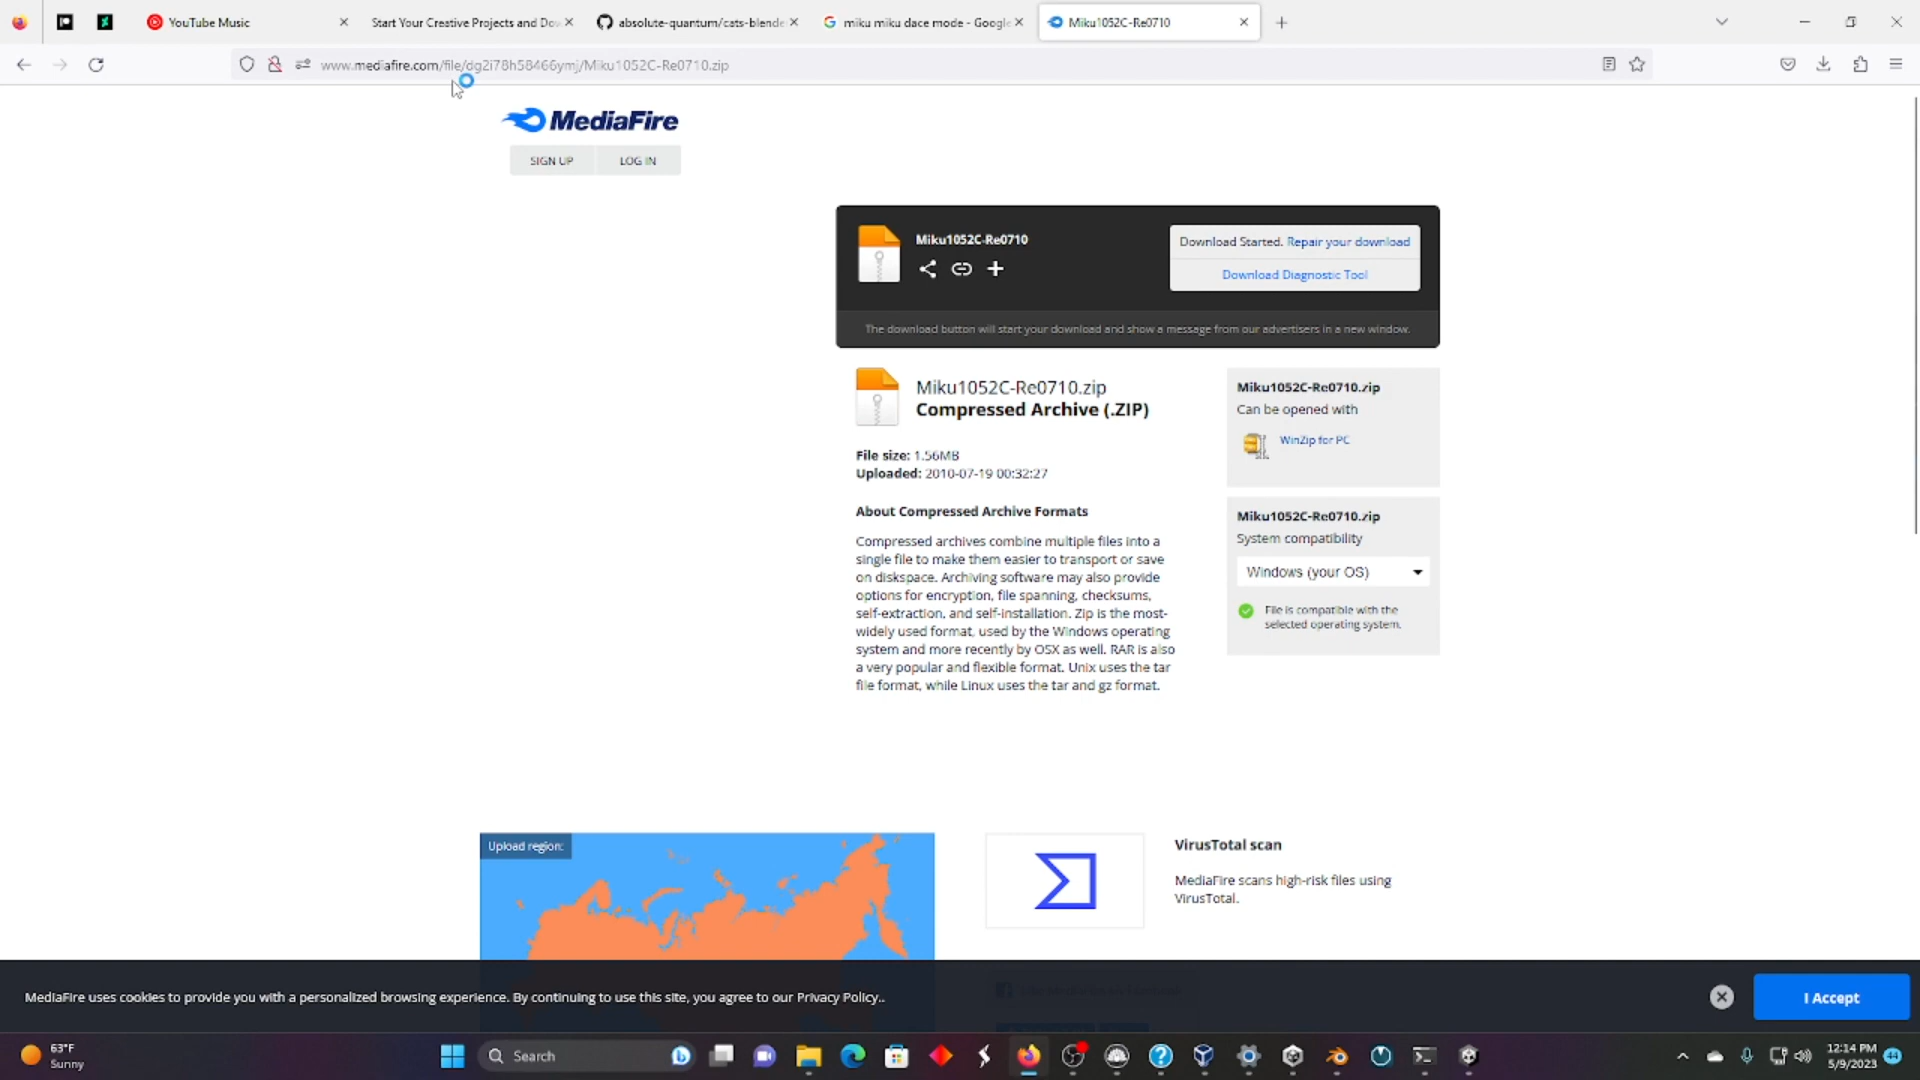 YouTube Music
Start Your Creative Projects and Dow
absolute-quantum/cats-blende
miku miku dace mode - Google
Miku1052C-Re0710
www.mediafire.com/file/dg2i78h58466ymj/Miku1052C-Re0710.zip
MediaFire
SIGN UP
LOG IN
Miku1052C-Re0710
Download Started. Repair your download
Download Diagnostic Tool
The download button will start your download and show a message from our advertisers in a new window.
Miku1052C-Re0710.zip
Compressed Archive (.ZIP)
File size: 1.56MB
Uploaded: 2010-07-19 00:32:27
About Compressed Archive Formats
Compressed archives combine multiple files into a
single file to make them easier to transport or save
on diskspace. Archiving software may also provide
options for encryption, file spanning, checksums,
self-extraction, and self-installation. Zip is the most-
widely used format, used by the Windows operating
system and more recently by OSX as well. RAR is also
a very popular and flexible format. Unix uses the tar
file format, while Linux uses the tar and gz format.
Miku1052C-Re0710.zip
Can be opened with
WinZip for PC
Miku1052C-Re0710.zip
System compatibility
Windows (your OS)
File is compatible with the
selected operating system.
Upload region:
VirusTotal scan
MediaFire scans high-risk files using
VirusTotal.
MediaFire uses cookies to provide you with a personalized browsing experience. By continuing to use this site, you agree to our Privacy Policy..
I Accept
63°F
Sunny
Search
12:14 PM
5/9/2023
44